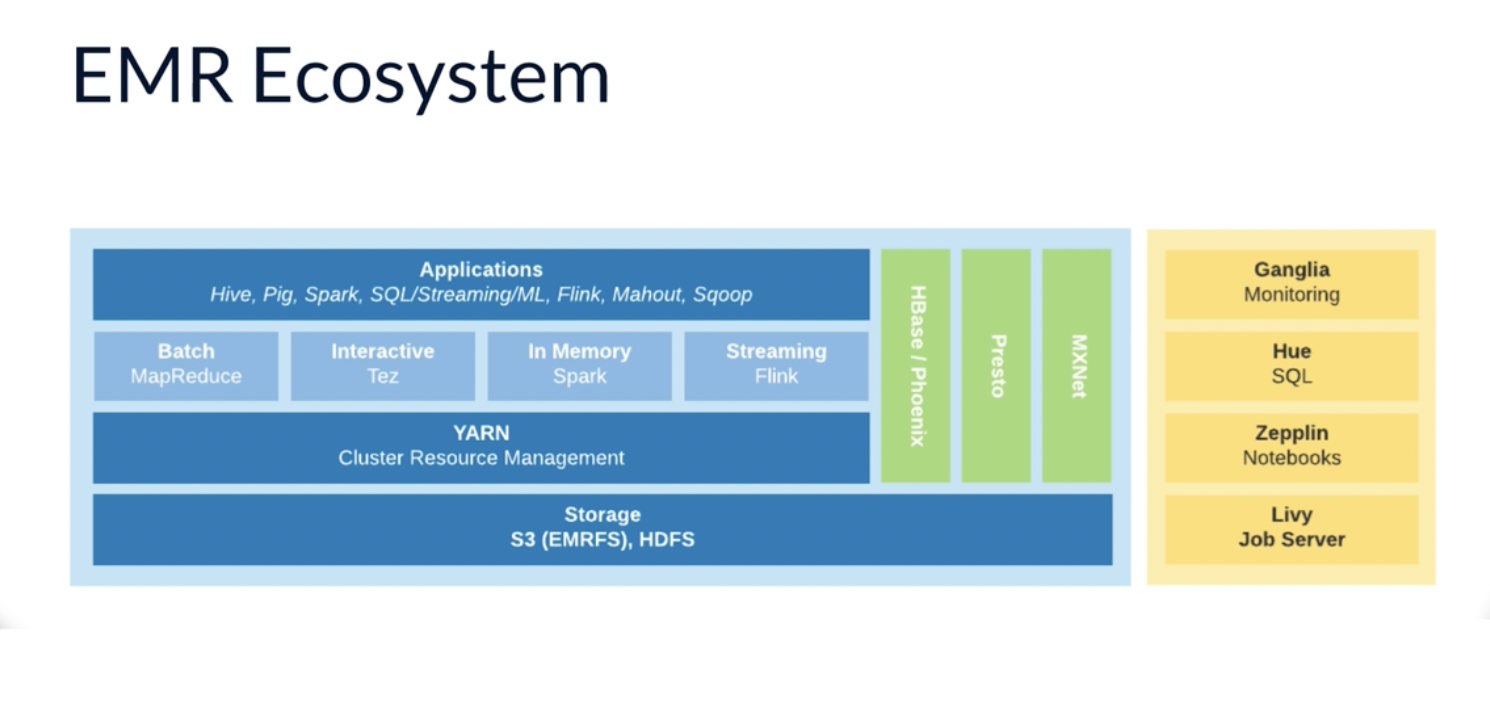 EMR Ecosystem
Applications
Hive, Pig, Spark, SQL/Streaming/ML, Flink, Mahout, Sqoop
Batch
MapReduce
Interactive
Tez
In Memory
Spark
Streaming
Flink
YARN
Cluster Resource Management
Storage
S3 (EMRFS), HDFS
HBase / Phoenix
Presto
MXNet
Ganglia
Monitoring
Hue
SQL
Zepplin
Notebooks
Livy
Job Server